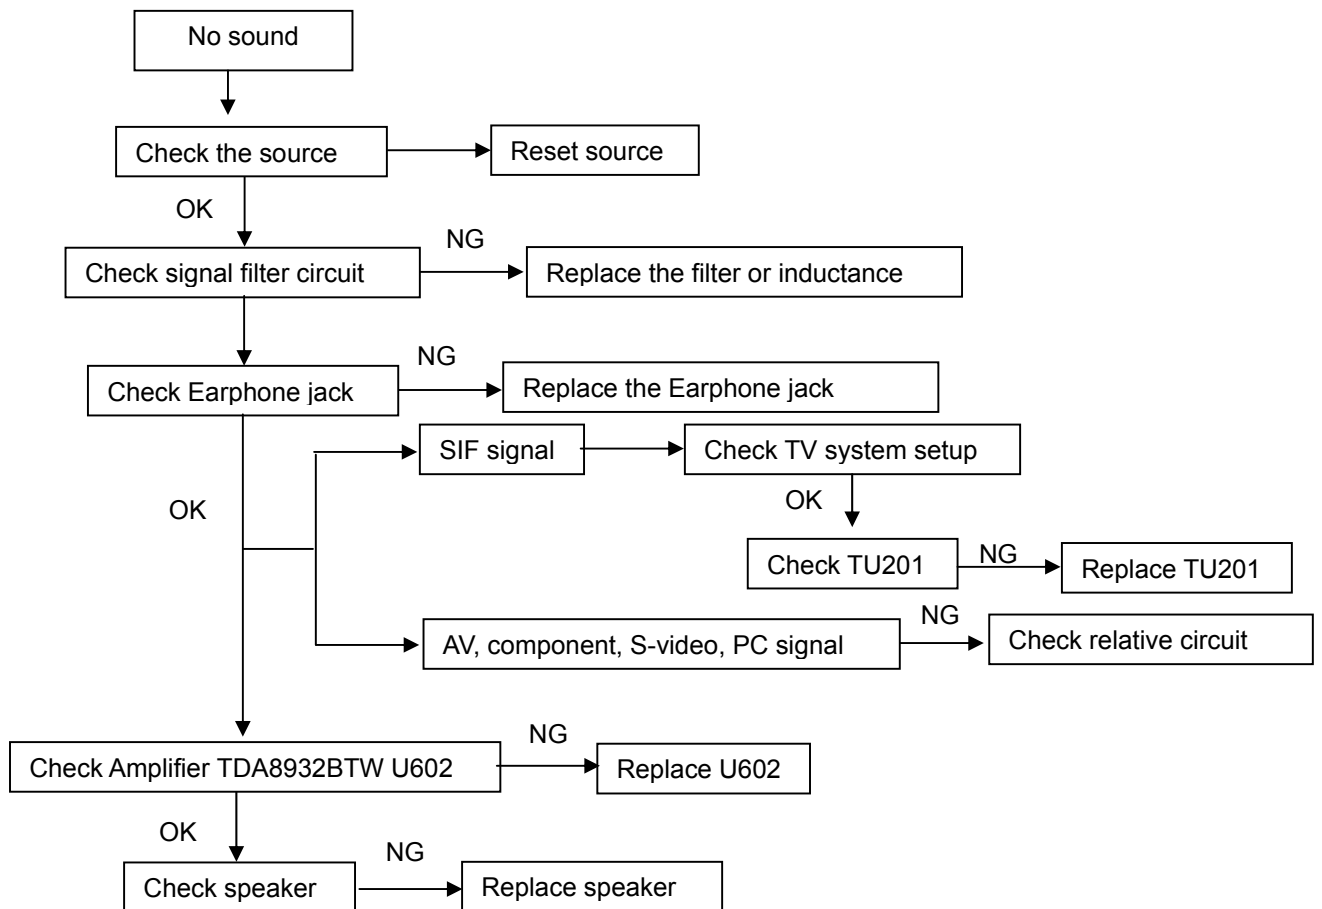 No sound
Check the source
Reset source
OK
NG
Check signal filter circuit
Replace the filter or inductance
NG
Check Earphone jack
Replace the Earphone jack
SIF signal
Check TV system setup
OK
OK
Check TU201
NG
Replace TU201
NG
AV, component, S-video, PC signal
Check relative circuit
NG
Check Amplifier TDA8932BTW U602
Replace U602
OK
NG
Check speaker
Replace speaker